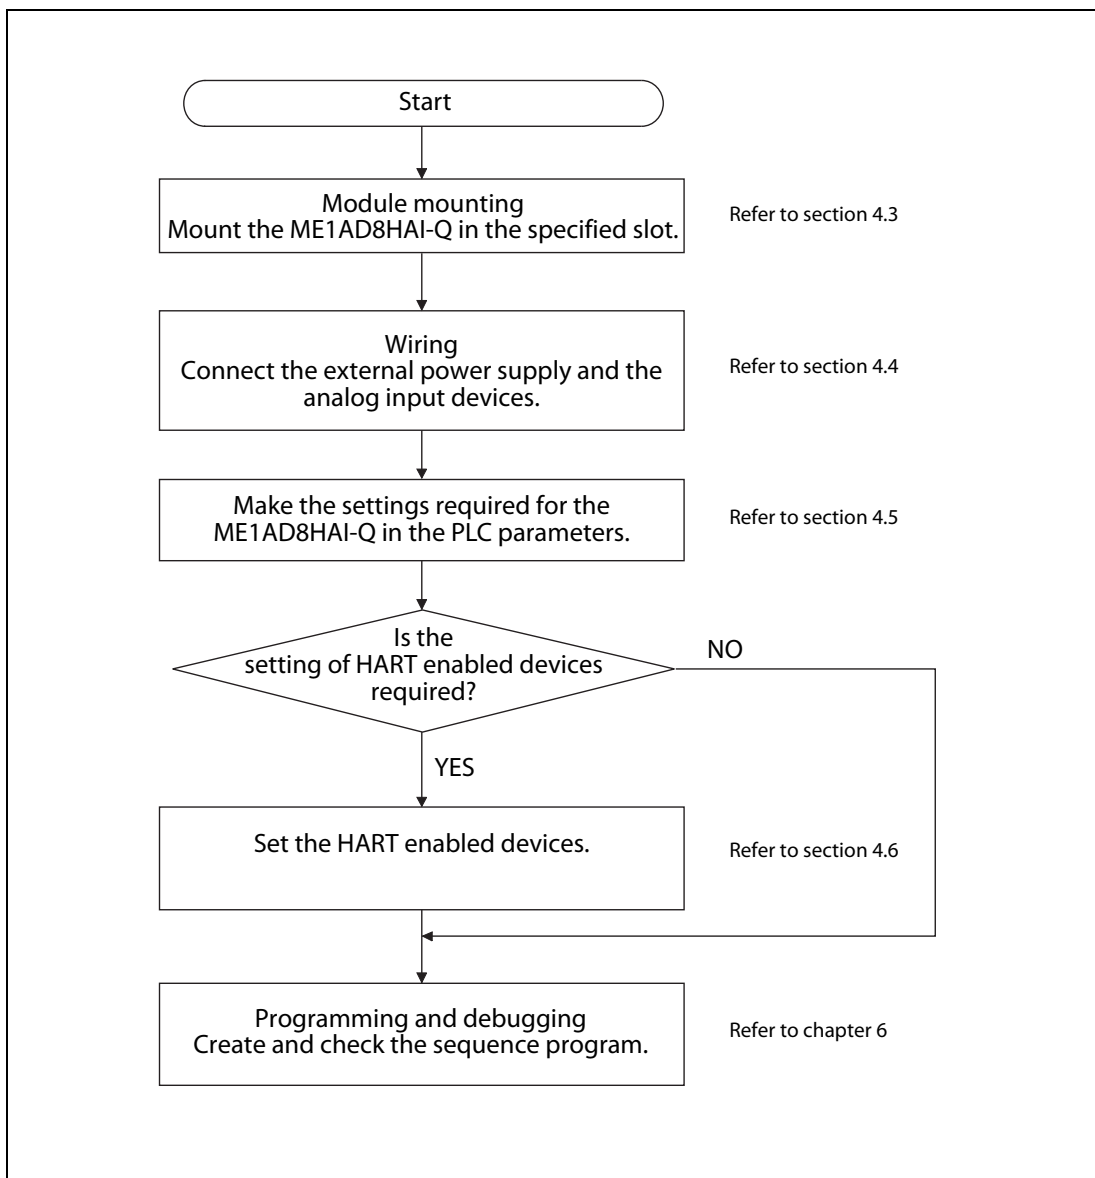 Start
Module mounting
Mount the ME1AD8HAI-Q in the specified slot.
Refer to section 4.3
Wiring
Connect the external power supply and the
analog input devices.
Refer to section 4.4
Make the settings required for the
ME1AD8HAI-Q in the PLC parameters.
Refer to section 4.5
Is the
setting of HART enabled devices
required?
NO
YES
Set the HART enabled devices.
Refer to section 4.6
Programming and debugging
Create and check the sequence program.
Refer to chapter 6